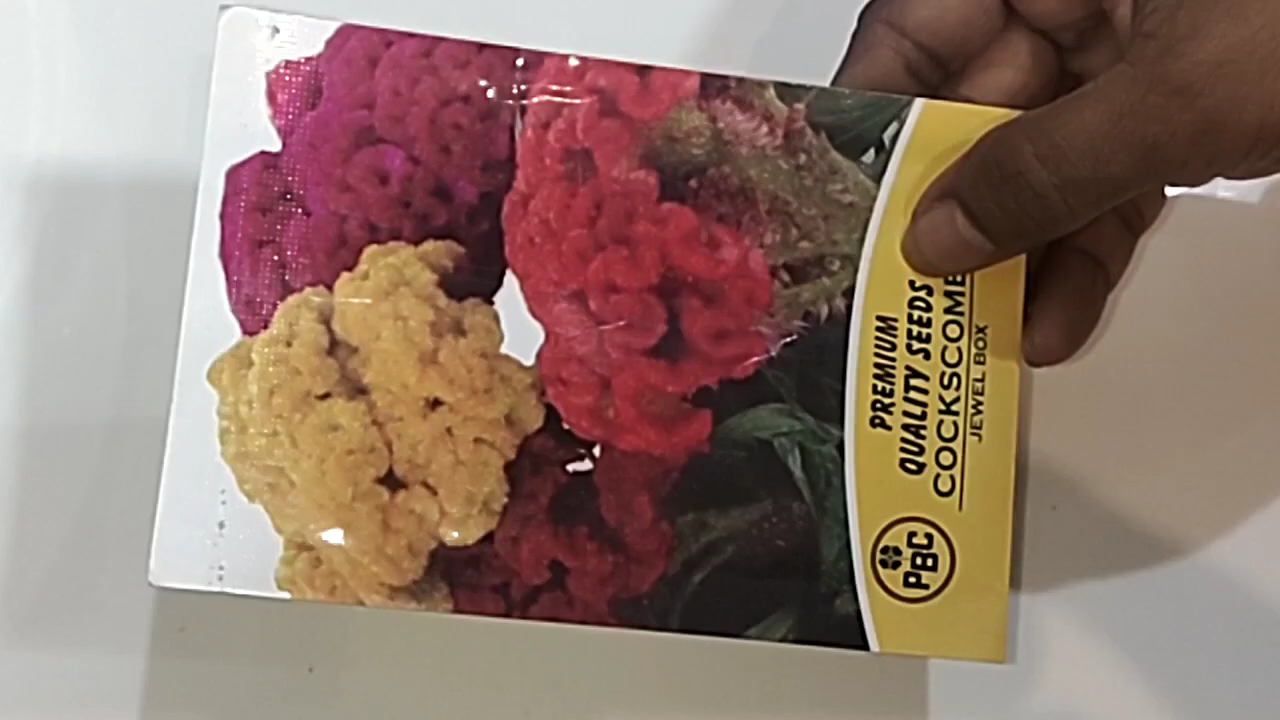 PREMIUM
QUALITY SEEDS
COCKSCOMB
JEWEL BOX
PBC